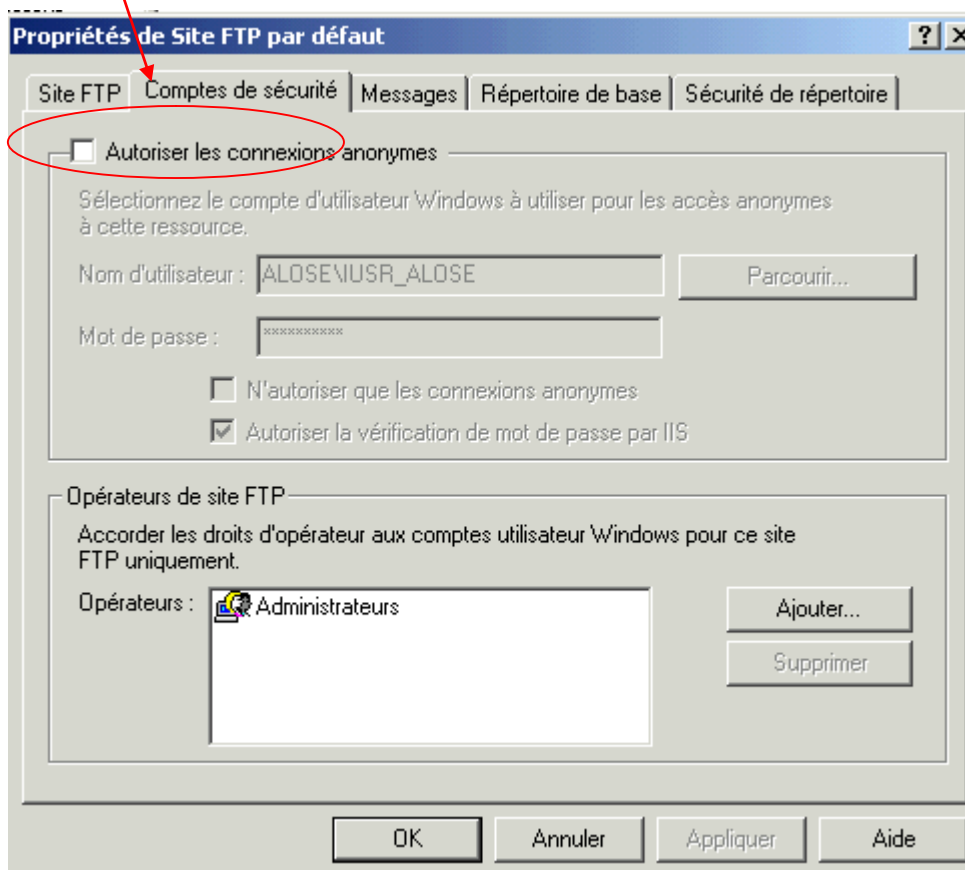 Propriétés de Site FTP par défaut
Site FTP Comptes de sécurité Messages Répertoire de base Sécurité de répertoire
Autoriser les connexions anonymes
Sélectionnez le compte d'utilisateur Windows à utiliser pour les accès anonymes
à cette ressource.
Nom d'utilisateur : ALOSE\IUSR_ALOSE Parcourir...
Mot de passe : **********
N'autoriser que les connexions anonymes
Autoriser la vérification de mot de passe par IIS
Opérateurs de site FTP
Accorder les droits d'opérateur aux comptes utilisateur Windows pour ce site
FTP uniquement.
Opérateurs : Administrateurs Ajouter...
Supprimer
OK Annuler Appliquer Aide